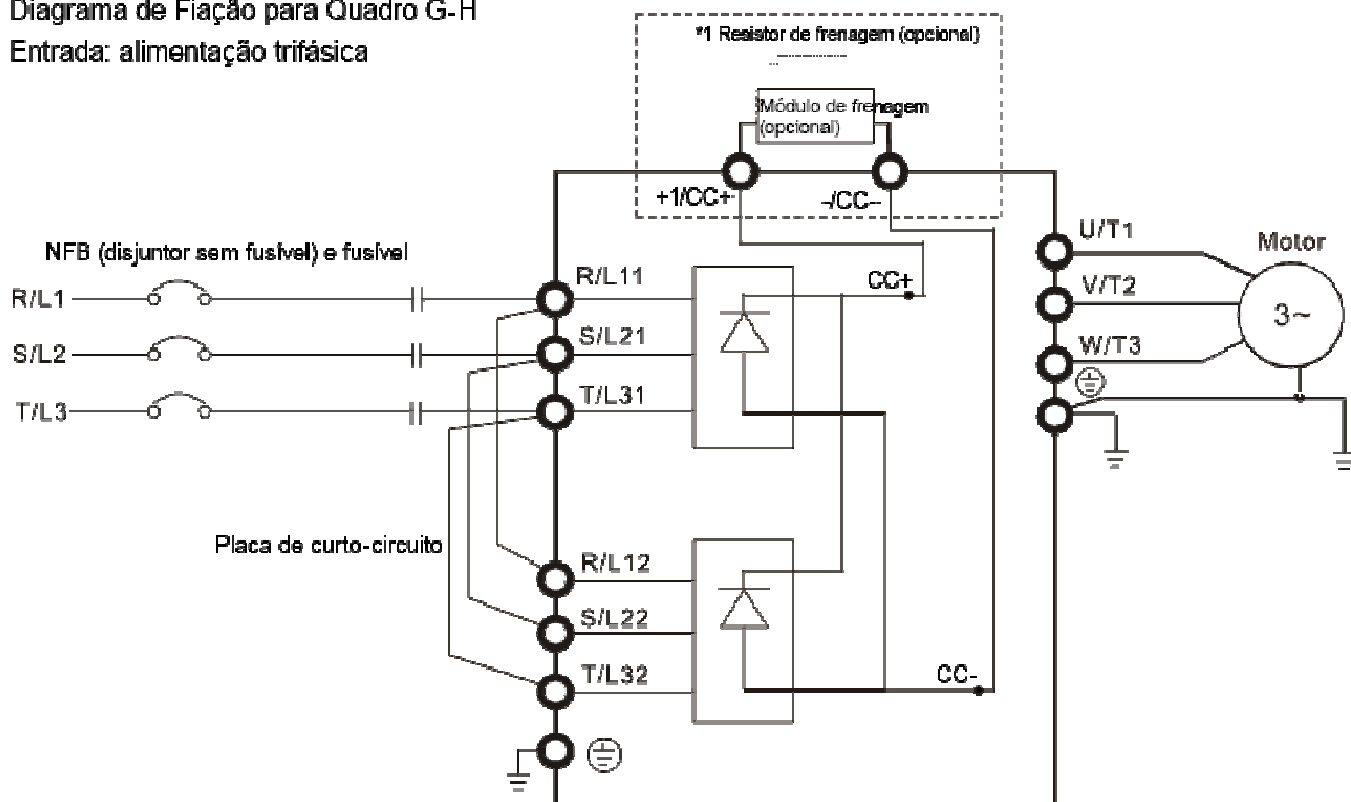 Diagrama de Fiação para Quadro G-H
Entrada: alimentação trifásica
*1 Resistor de frenagem (opcional)
Módulo de frenagem
(opcional)
+1/CC+
-/CC-
NFB (disjuntor sem fusível) e fusível
R/L1
S/L2
T/L3
R/L11
S/L21
T/L31
CC+
U/T1
V/T2
W/T3
Motor
3~
Placa de curto-circuito
R/L12
S/L22
T/L32
CC-